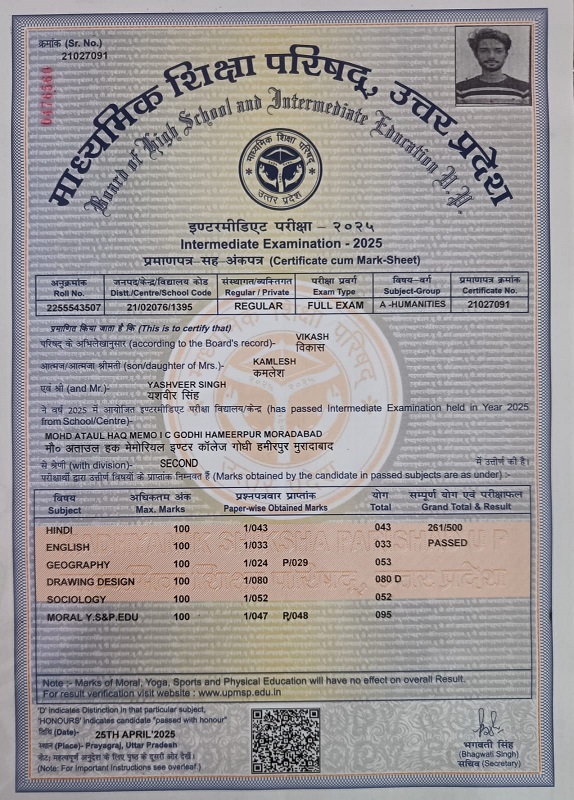 क्रमांक (Sr. No.)
21027091
माध्यमिक शिक्षा परिषद्, उत्तर प्रदेश
Board of High School and Intermediate Education U.P.
माध्यमिक शिक्षा परिषद्
उत्तर प्रदेश
इण्टरमीडिएट परीक्षा – २०२५
Intermediate Examination - 2025
प्रमाणपत्र-सह-अंकपत्र (Certificate cum Mark-Sheet)
अनुक्रमांक जनपद/केन्द्र/विद्यालय कोड संस्थागत/व्यक्तिगत परीक्षा प्रवर्ग विषय-वर्ग प्रमाणपत्र क्रमांक
Roll No. Distt./Centre/School Code Regular / Private Exam Type Subject-Group Certificate No.
2255543507 21/02076/1395 REGULAR FULL EXAM A -HUMANITIES 21027091
प्रमाणित किया जाता है कि (This is to certify that)
VIKASH
परिषद् के अभिलेखानुसार (according to the Board's record)- विकास
KAMLESH
आत्मज/आत्मजा श्रीमती (son/daughter of Mrs.)- कमलेश
YASHVEER SINGH
एवं श्री (and Mr.)- यशवीर सिंह
ने वर्ष 2025 में आयोजित इण्टरमीडिएट परीक्षा विद्यालय/केन्द्र (has passed Intermediate Examination held in Year 2025
from School/Centre)-
MOHD ATAUL HAQ MEMO I C GODHI HAMEERPUR MORADABAD
मौ० अताउल हक मेमोरियल इण्टर कॉलेज गोधी हमीरपुर मुरादाबाद
से श्रेणी (with division)- SECOND में उत्तीर्ण की है।
परीक्षार्थी द्वारा उत्तीर्ण विषयों के प्राप्तांक निम्नवत हैं (Marks obtained by the candidate in passed subjects are as under) :-
विषय अधिकतम अंक प्रश्नपत्रवार प्राप्तांक योग सम्पूर्ण योग एवं परीक्षाफल
Subject Max. Marks Paper-wise Obtained Marks Total Grand Total & Result
HINDI 100 1/043 043 261/500
ENGLISH 100 1/033 033 PASSED
GEOGRAPHY 100 1/024 P/029 053
DRAWING DESIGN 100 1/080 080 D
SOCIOLOGY 100 1/052 052
MORAL Y.S&P.EDU 100 1/047 P/048 095
Note :- Marks of Moral, Yoga, Sports and Physical Education will have no effect on overall Result.
For result verification visit website : www.upmsp.edu.in
'D' Indicates Distinction in that particular subject,
'HONOURS' indicates candidate "passed with honour"
तिथि (Date)- 25TH APRIL'2025
स्थान (Place)- Prayagraj, Uttar Pradesh
नोट: महत्वपूर्ण अनुदेश के लिए पृष्ठ के दूसरी ओर देखें।
(Note: For Important Instructions see overleaf.)
भगवती सिंह
(Bhagwati Singh)
सचिव (Secretary)